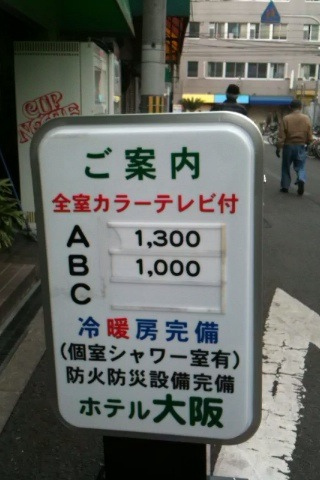 CUP
NOODLE
ご案内
全室カラーテレビ付
A 1,300
B 1,000
C
冷暖房完備
(個室シャワー室有)
防火防災設備完備
ホテル大阪